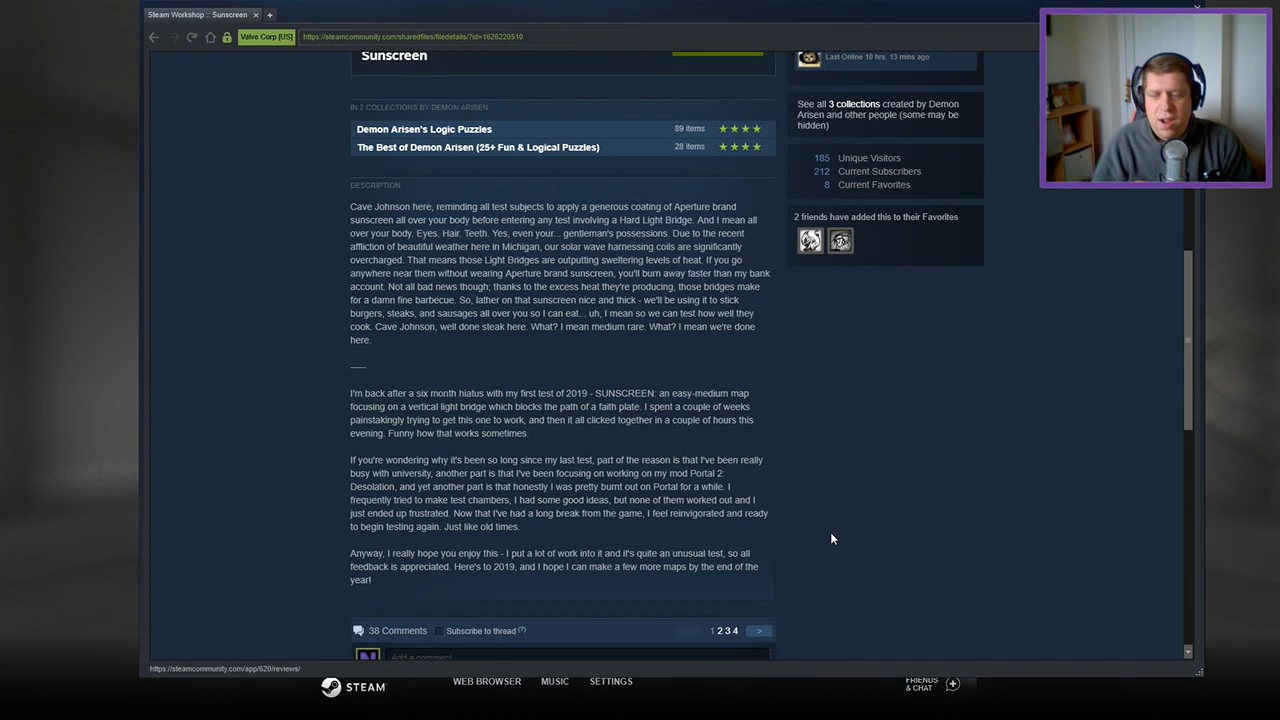 Steam Workshop :: Sunscreen × +
Valve Corp [US] https://steamcommunity.com/sharedfiles/filedetails/?id=1626220510
Sunscreen
IN 2 COLLECTIONS BY DEMON ARISEN
Demon Arisen's Logic Puzzles 89 items
The Best of Demon Arisen (25+ Fun & Logical Puzzles) 28 items
DESCRIPTION
Cave Johnson here, reminding all test subjects to apply a generous coating of Aperture brand
sunscreen all over your body before entering any test involving a Hard Light Bridge. And I mean all
over your body. Eyes. Hair. Teeth. Yes, even your... gentleman's possessions. Due to the recent
affliction of beautiful weather here in Michigan, our solar wave harnessing coils are significantly
overcharged. That means those Light Bridges are outputting sweltering levels of heat. If you go
anywhere near them without wearing Aperture brand sunscreen, you'll burn away faster than my bank
account. Not all bad news though; thanks to the excess heat they're producing, those bridges make
for a damn fine barbecue. So, lather on that sunscreen nice and thick - we'll be using it to stick
burgers, steaks, and sausages all over you so I can eat... uh, I mean so we can test how well they
cook. Cave Johnson, well done steak here. What? I mean medium rare. What? I mean we're done
here.
-----
I'm back after a six month hiatus with my first test of 2019 - SUNSCREEN: an easy-medium map
focusing on a vertical light bridge which blocks the path of a faith plate. I spent a couple of weeks
painstakingly trying to get this one to work, and then it all clicked together in a couple of hours this
evening. Funny how that works sometimes.
If you're wondering why it's been so long since my last test, part of the reason is that I've been really
busy with university, another part is that I've been focusing on working on my mod Portal 2:
Desolation, and yet another part is that honestly I was pretty burnt out on Portal for a while. I
frequently tried to make test chambers, I had some good ideas, but none of them worked out and I
just ended up frustrated. Now that I've had a long break from the game, I feel reinvigorated and ready
to begin testing again. Just like old times.
Anyway, I really hope you enjoy this - I put a lot of work into it and it's quite an unusual test, so all
feedback is appreciated. Here's to 2019, and I hope I can make a few more maps by the end of the
year!
38 Comments Subscribe to thread (?) 1 2 3 4 >
Add a comment
Last Online 10 hrs, 13 mins ago
See all 3 collections created by Demon
Arisen and other people (some may be
hidden)
185 Unique Visitors
212 Current Subscribers
8 Current Favorites
2 friends have added this to their Favorites
https://steamcommunity.com/app/620/reviews/
STEAM
WEB BROWSER MUSIC SETTINGS
FRIENDS
& CHAT